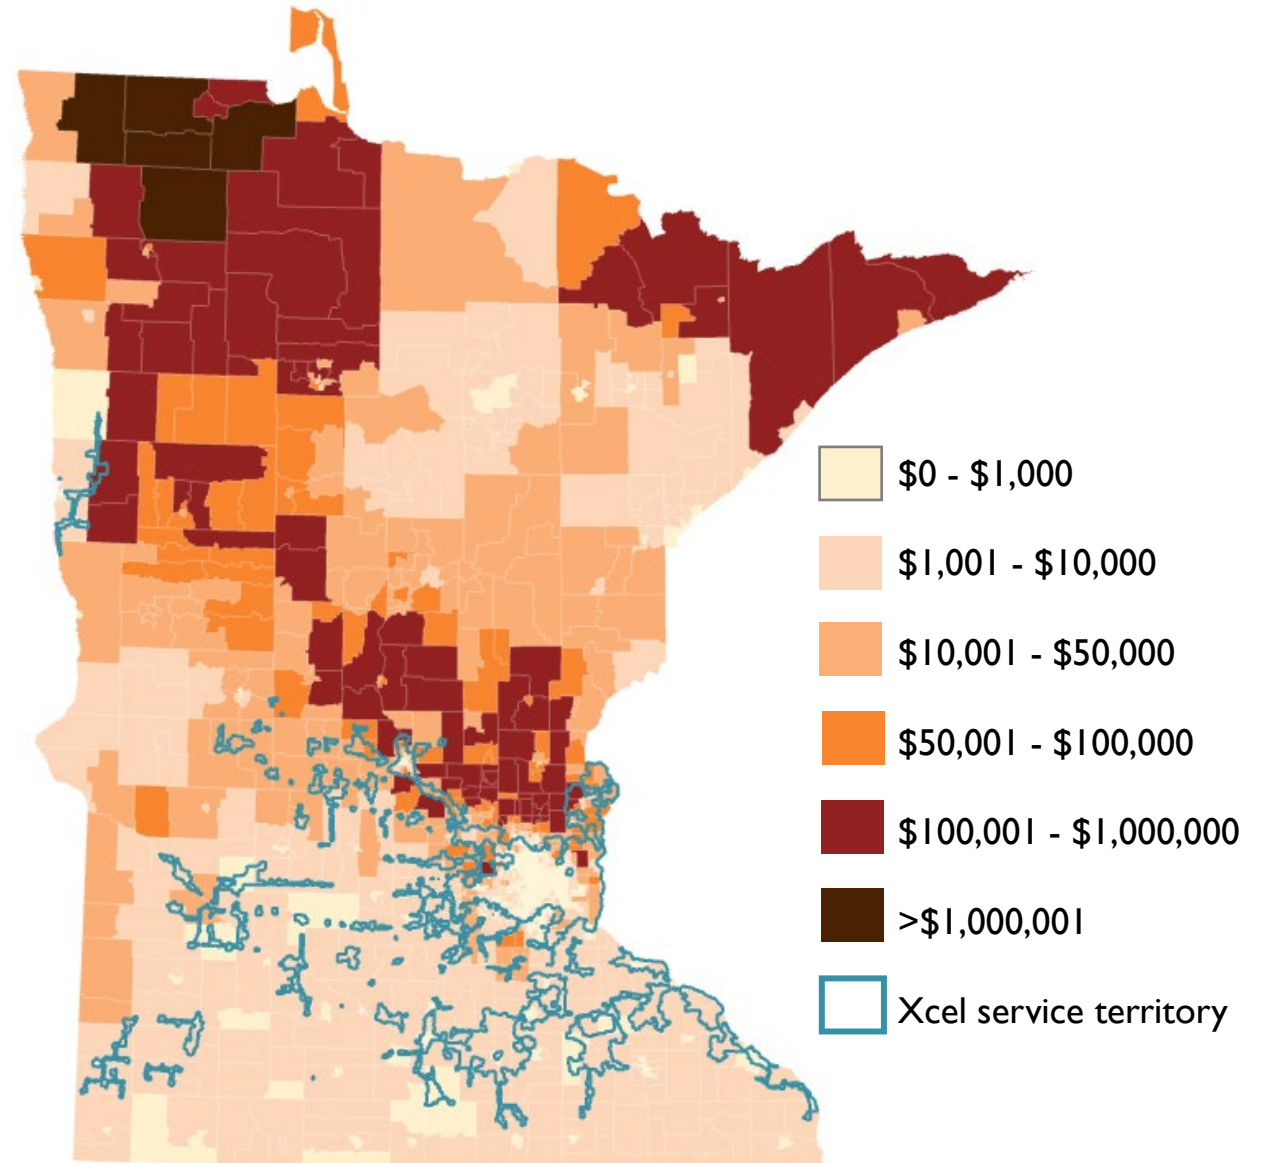 $0 - $1,000
$1,001 - $10,000
$10,001 - $50,000
$50,001 - $100,000
$100,001 - $1,000,000
>$1,000,001
Xcel service territory